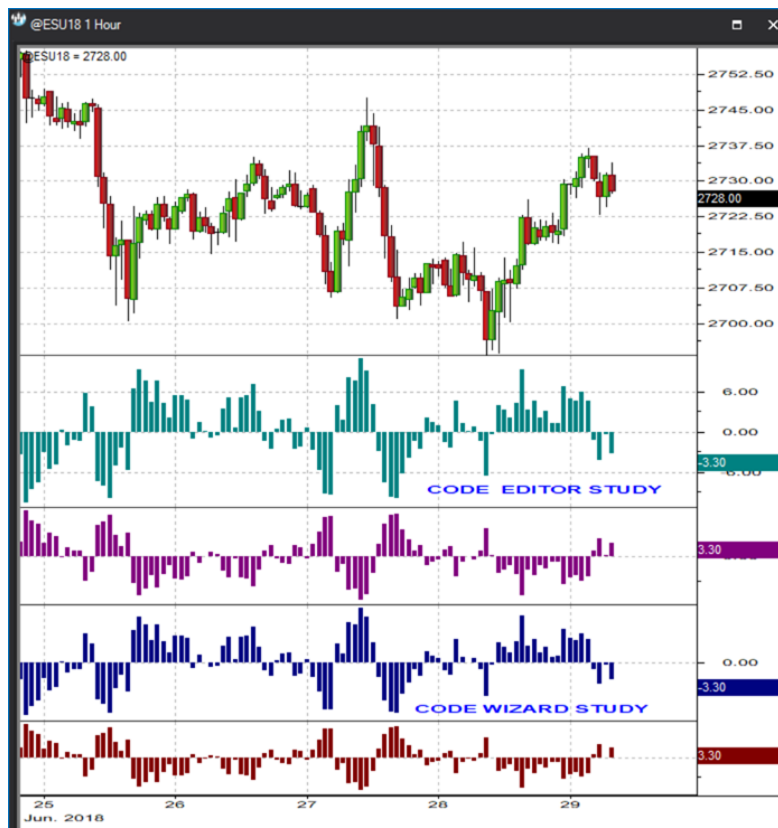 @ESU18 1 Hour
@ESU18 = 2728.00
2752.50
2745.00
2737.50
2730.00
2728.00
2722.50
2715.00
2707.50
2700.00
6.00
0.00
-3.30
-6.00
CODE EDITOR STUDY
3.30
0.00
-3.30
CODE WIZARD STUDY
3.30
25 26 27 28 29
Jun. 2018